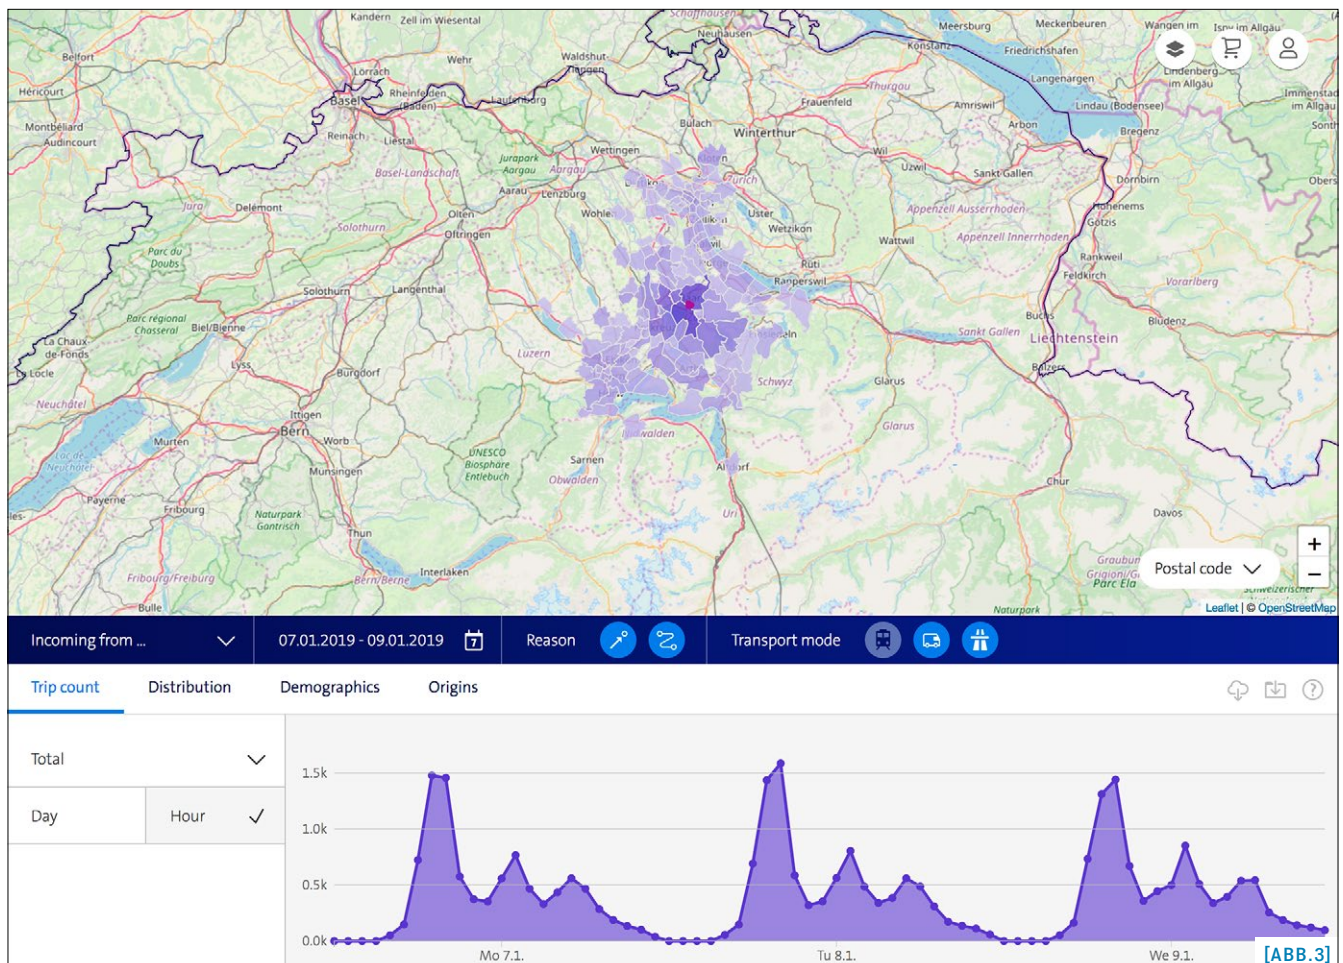 Kandern
Zell im Wiesental
Schaffhausen
Neuhausen
Meersburg
Meckenbeuren
Wangen im
Isny im Allgäu
Belfort
Wehr
Waldshut-
Konstanz
Friedrichshafen
Lörrach
Langenargen
Lindenberg
im Allgäu
Héricourt
Basel
Rheinfelden
(Baden)
Laufenburg
Thurgau
Frauenfeld
Amriswil
Lindau (Bodensee)
Immenstad
im Allgäu
Montbéliard
Audincourt
Reinach
Liestal
Bülach
Winterthur
Arbon
Bregenz
Sonth
Jurapark
Aargau
Wettingen
Aargau
Wil
Uzwil
Sankt Gallen
Basel-Landschaft
Aarau
Lenzburg
Dornbirn
Obers
Jura
Delémont
Olten
Wohle
Uster
Wetzikon
Appenzell Ausserrhoden
Hohenems
Götzis
Solothurn
Oftringen
Wattwil
Appenzell Innerrhoden
Parc du
Doubs
Rüti
Rapperswil
Rankweil
Feldkirch
Vorarlberg
Solothurn
Langenthal
Parc régional
Chasseral
Biel/Bienne
Buchs
Bludenz
La Chaux-
de-Fonds
Le Locle
Lyss
Burgdorf
Luzern
Sankt Gallen
Liechtenstein
Balzers
Neuchâtel
Schwyz
Glarus
Ittigen
Bern
Worb
Murten
Lac de
Neuchâtel
Münsingen
UNESCO
Biosphäre
Entlebuch
Sarnen
Obwalden
Glarus
Payerne
Fribourg
Naturpark
Gantrisch
Thun
Uri
Chur
Davos
Fribourg/Freiburg
Bern/Berne
Interlaken
Parc Ela
Bulle
Naturpark
Postal code
+
−
Leaflet | © OpenStreetMap
Incoming from ...
07.01.2019 - 09.01.2019
7
Reason
Transport mode
Trip count
Distribution
Demographics
Origins
?
Total
Day
Hour
1.5k
1.0k
0.5k
0.0k
Mo 7.1.
Tu 8.1.
We 9.1.
[ABB.3]